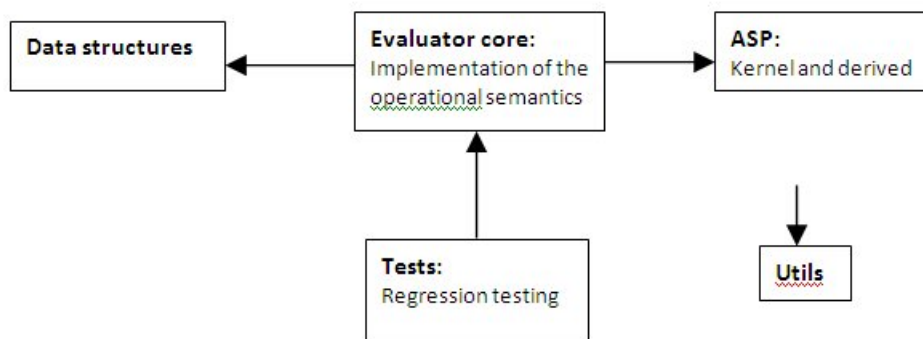 Data structures
Evaluator core:
Implementation of the
operational semantics
ASP:
Kernel and derived
Tests:
Regression testing
Utils